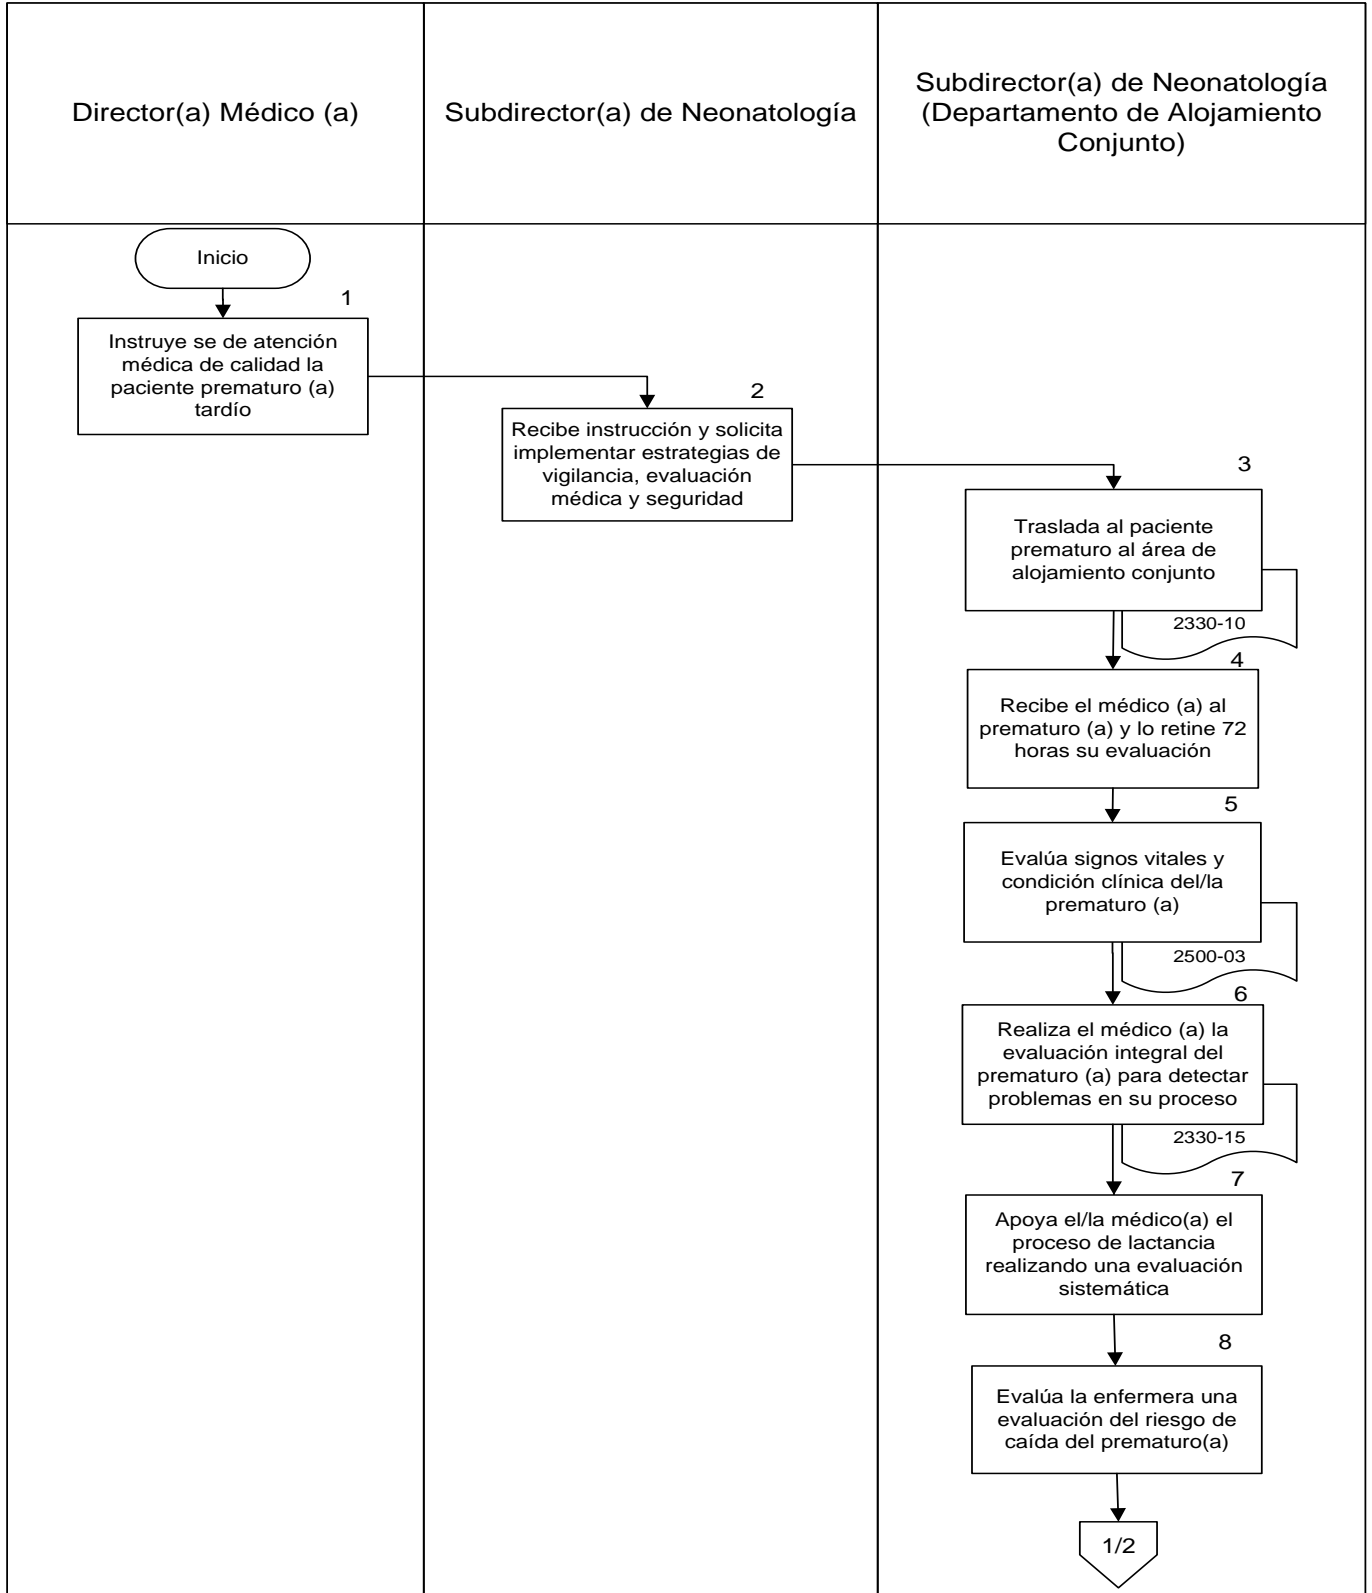 Director(a) Médico (a)
Subdirector(a) de Neonatología
Subdirector(a) de Neonatología
(Departamento de Alojamiento
Conjunto)
Inicio
1
Instruye se de atención
médica de calidad la
paciente prematuro (a)
tardío
2
Recibe instrucción y solicita
implementar estrategias de
vigilancia, evaluación
médica y seguridad
3
Traslada al paciente
prematuro al área de
alojamiento conjunto
2330-10
4
Recibe el médico (a) al
prematuro (a) y lo retine 72
horas su evaluación
5
Evalúa signos vitales y
condición clínica del/la
prematuro (a)
2500-03
6
Realiza el médico (a) la
evaluación integral del
prematuro (a) para detectar
problemas en su proceso
2330-15
7
Apoya el/la médico(a) el
proceso de lactancia
realizando una evaluación
sistemática
8
Evalúa la enfermera una
evaluación del riesgo de
caída del prematuro(a)
1/2